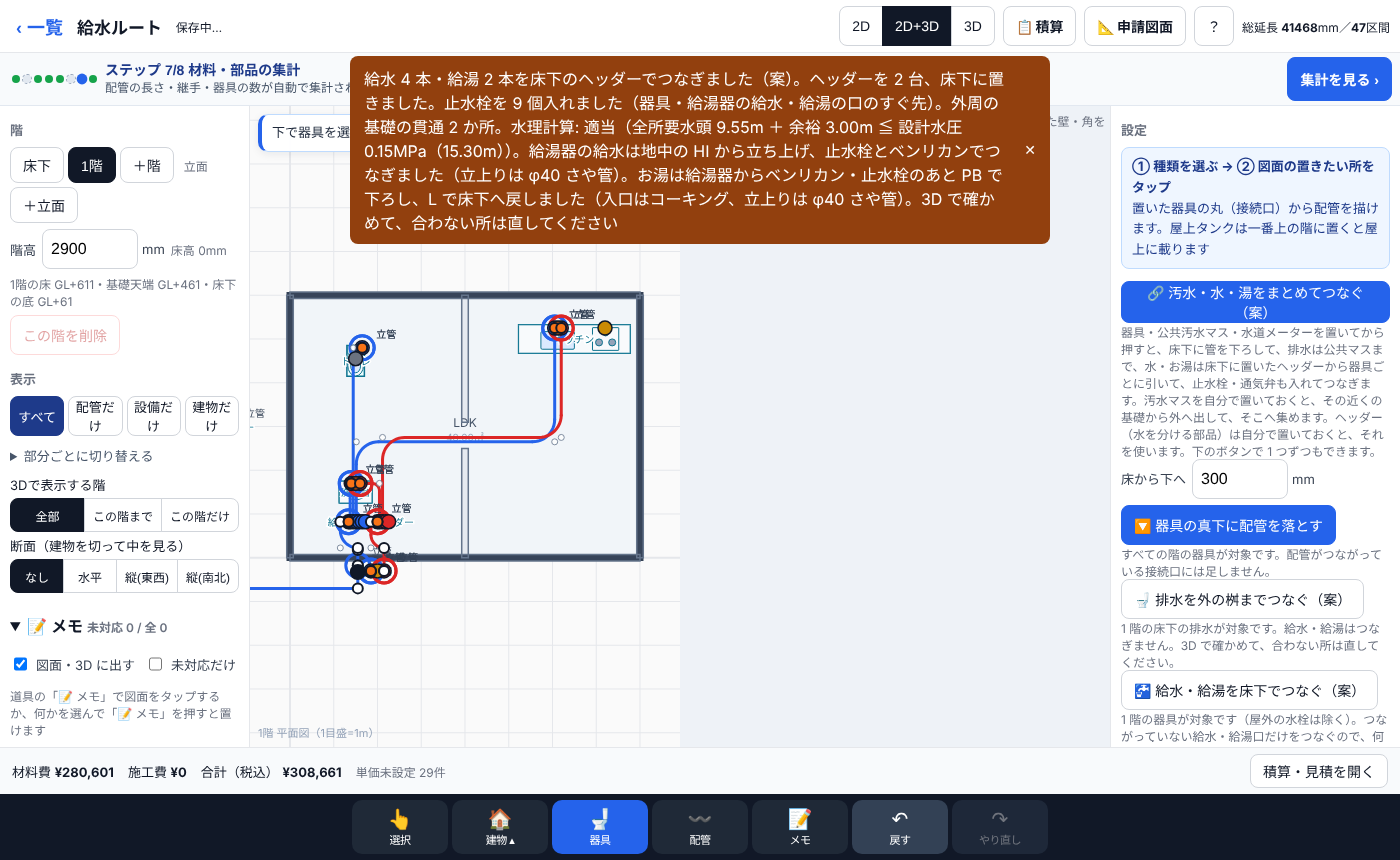 ‹ 一覧 給水ルート 保存中…
2D 2D+3D 3D 📋 積算 📐 申請図面 ? 総延長 41468mm／47区間
ステップ 7/8 材料・部品の集計
配管の長さ・継手・器具の数が自動で集計され
集計を見る ›
給水 4 本・給湯 2 本を床下のヘッダーでつなぎました（案）。ヘッダーを 2 台、床下に置
きました。止水栓を 9 個入れました（器具・給湯器の給水・給湯の口のすぐ先）。外周の
基礎の貫通 2 か所。水理計算: 適当（全所要水頭 9.55m ＋ 余裕 3.00m ≦ 設計水圧
0.15MPa（15.30m））。給湯器の給水は地中の HI から立ち上げ、止水栓とベンリカンでつ
なぎました（立上りは φ40 さや管）。お湯は給湯器からベンリカン・止水栓のあと PB で
下ろし、L で床下へ戻しました（入口はコーキング、立上りは φ40 さや管）。3D で確か
めて、合わない所は直してください
×
階
床下 1階 ＋階 立面
＋立面
階高 2900 mm 床高 0mm
1階の床 GL+611・基礎天端 GL+461・床下
の底 GL+61
この階を削除
表示
すべて 配管だけ 設備だけ 建物だけ
▶ 部分ごとに切り替える
3Dで表示する階
全部 この階まで この階だけ
断面（建物を切って中を見る）
なし 水平 縦(東西) 縦(南北)
▼ 📝 メモ 未対応 0 / 全 0
図面・3D に出す 未対応だけ
道具の「📝 メモ」で図面をタップする
か、何かを選んで「📝 メモ」を押すと置
けます
下で器具を選
た壁・角を
立管
立管
立管
LDK
立管
立管
立管
1階 平面図（1目盛=1m）
設定
① 種類を選ぶ → ② 図面の置きたい所を
タップ
置いた器具の丸（接続口）から配管を描け
ます。屋上タンクは一番上の階に置くと屋
上に載ります
🔗 汚水・水・湯をまとめてつなぐ
（案）
器具・公共汚水マス・水道メーターを置いてから
押すと、床下に管を下ろして、排水は公共マスま
で、水・お湯は床下に置いたヘッダーから器具ご
とに引いて、止水栓・通気弁も入れてつなぎま
す。汚水マスを自分で置いておくと、その近くの
基礎から外へ出して、そこへ集めます。ヘッダー
（水を分ける部品）は自分で置いておくと、それ
を使います。下のボタンで 1 つずつもできます。
床から下へ 300 mm
🔽 器具の真下に配管を落とす
すべての階の器具が対象です。配管がつながって
いる接続口には足しません。
🚽 排水を外の桝までつなぐ（案）
1 階の床下の排水が対象です。給水・給湯はつな
ぎません。3D で確かめて、合わない所は直して
ください。
🚰 給水・給湯を床下でつなぐ（案）
1 階の器具が対象です（屋外の水栓は除く）。つな
がっていない給水・給湯口だけをつなぐので、何
材料費 ¥280,601 施工費 ¥0 合計（税込） ¥308,661 単価未設定 29件
積算・見積を開く
選択 建物▴ 器具 配管 メモ 戻す やり直し